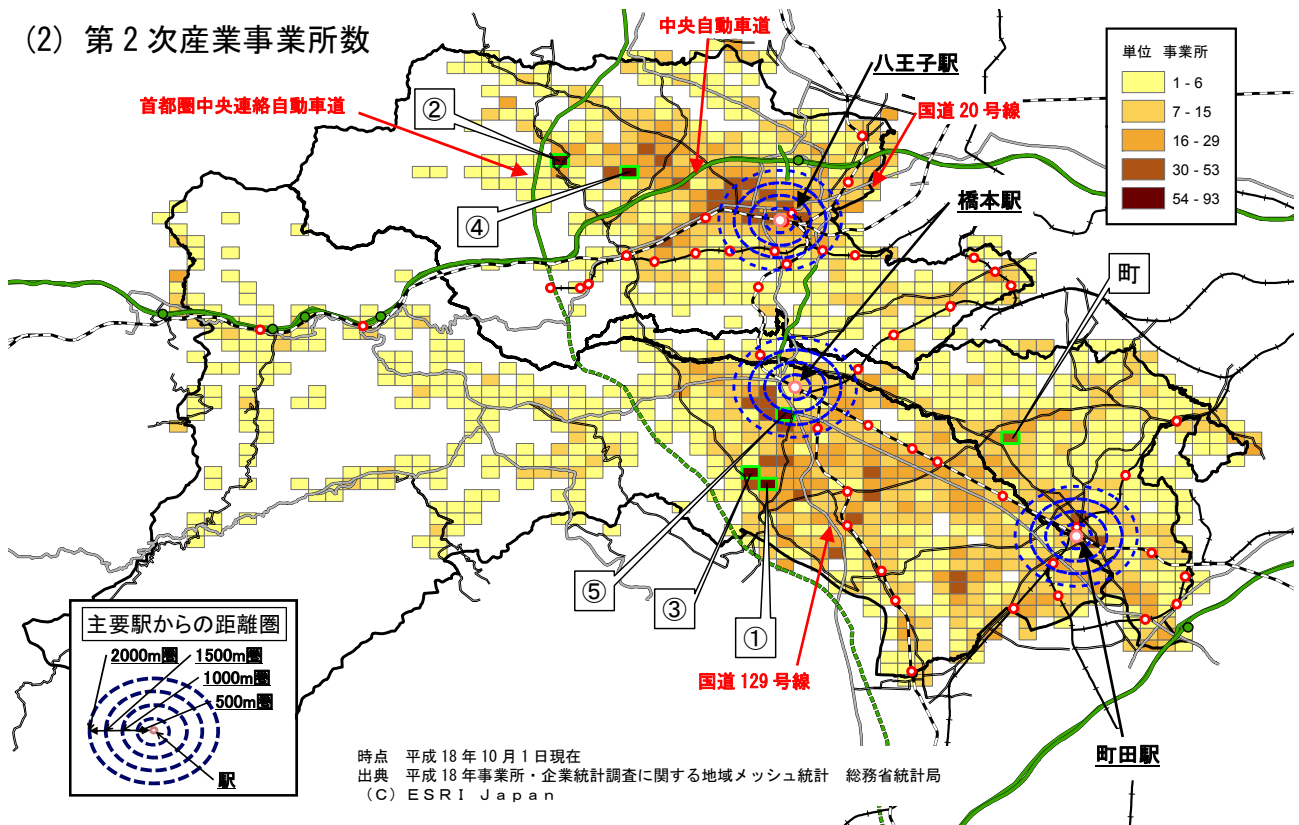 (2) 第2次産業事業所数
中央自動車道
八王子駅
首都圏中央連絡自動車道
②
国道20号線
単位 事業所
1 - 6
7 - 15
16 - 29
30 - 53
54 - 93
④
橋本駅
町
⑤
③
①
国道129号線
町田駅
主要駅からの距離圏
2000m圏
1500m圏
1000m圏
500m圏
駅
時点 平成18年10月1日現在
出典 平成18年事業所・企業統計調査に関する地域メッシュ統計 総務省統計局
(C) ESRI Japan